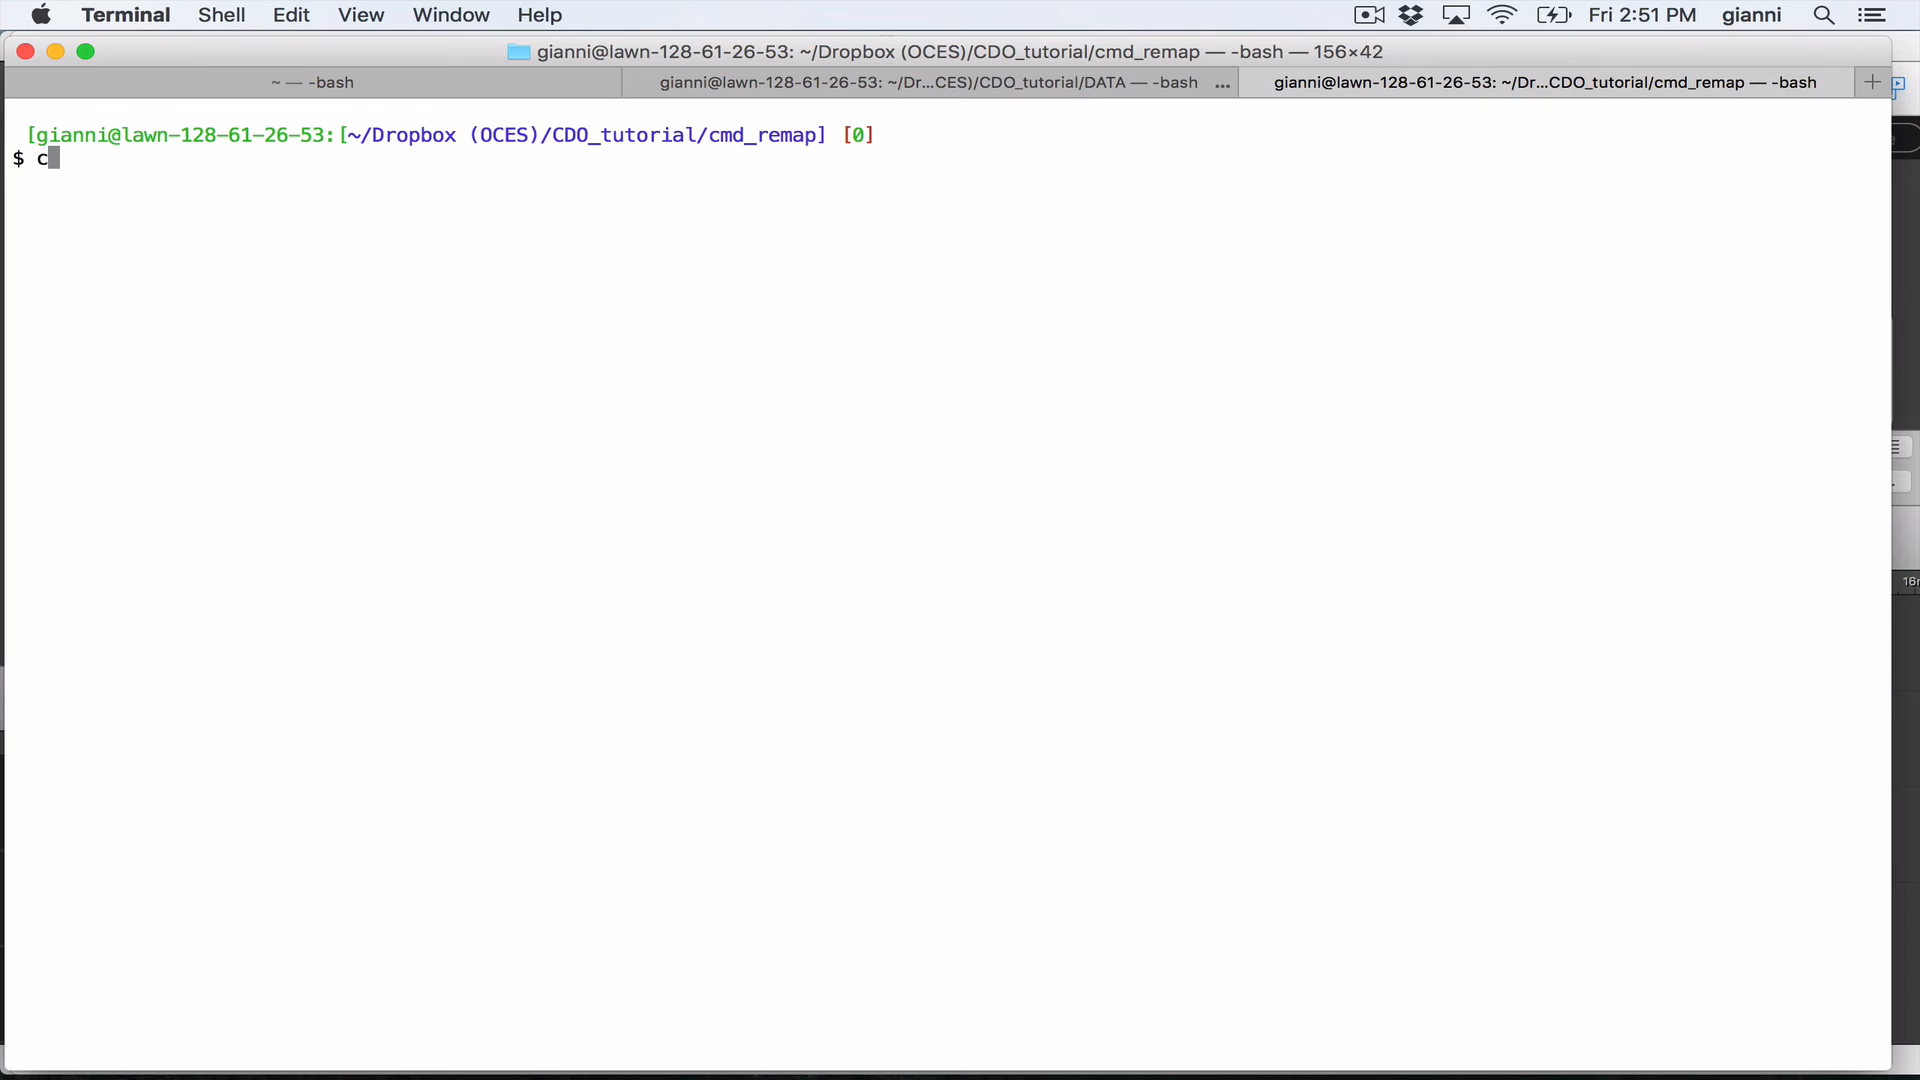 Terminal Shell Edit View Window Help Fri 2:51 PM gianni
gianni@lawn-128-61-26-53: ~/Dropbox (OCES)/CDO_tutorial/cmd_remap — -bash — 156×42
~ — -bash
gianni@lawn-128-61-26-53: ~/Dr...CES)/CDO_tutorial/DATA — -bash ...
gianni@lawn-128-61-26-53: ~/Dr...CDO_tutorial/cmd_remap — -bash
[gianni@lawn-128-61-26-53:[~/Dropbox (OCES)/CDO_tutorial/cmd_remap] [0]
$ c